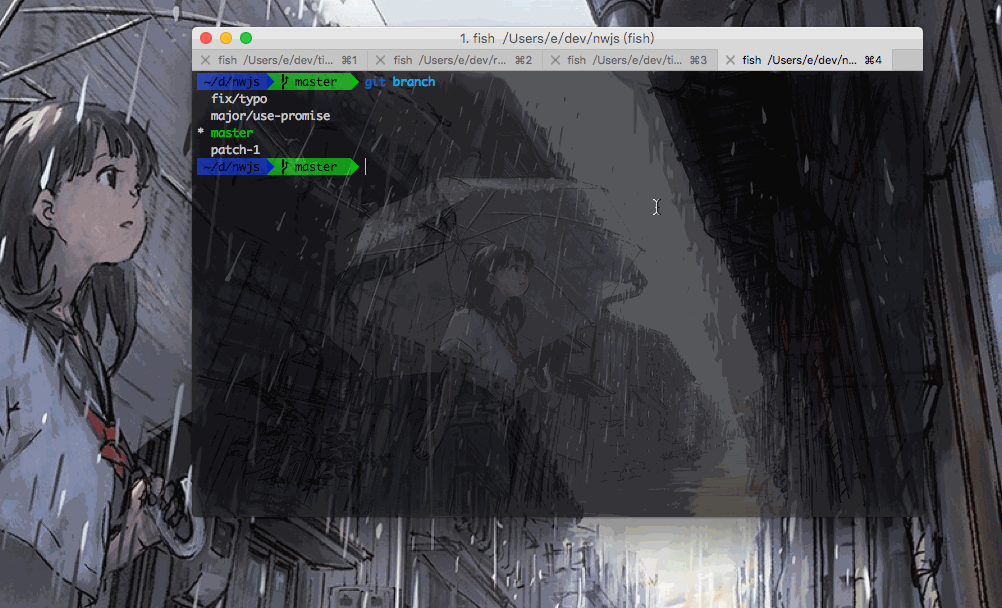 1. fish /Users/e/dev/nwjs (fish)
fish /Users/e/dev/ti... ⌘1
fish /Users/e/dev/r... ⌘2
fish /Users/e/dev/ti... ⌘3
fish /Users/e/dev/n... ⌘4
~/d/nwjs master git branch
fix/typo
major/use-promise
* master
patch-1
~/d/nwjs master